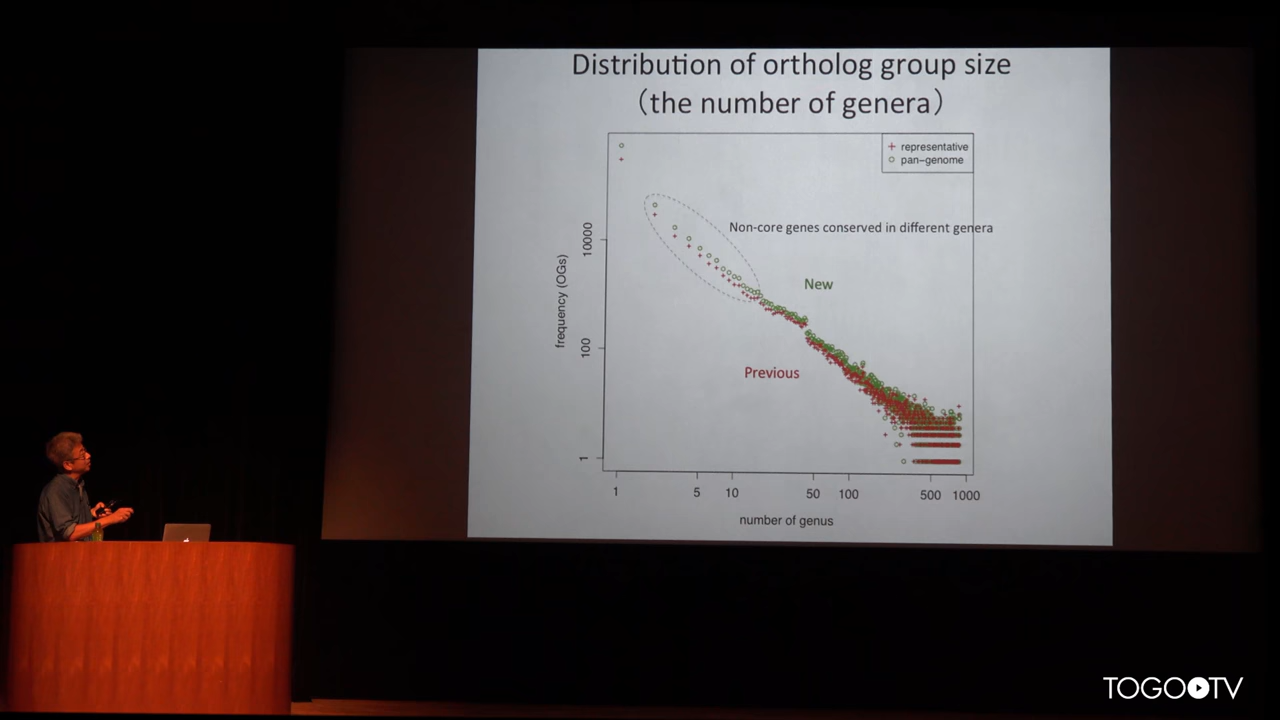 Distribution of ortholog group size
（the number of genera）
+ representative
○ pan-genome
Non-core genes conserved in different genera
New
Previous
frequency (OGs)
10000
100
1
1 5 10 50 100 500 1000
number of genus
TOGO TV